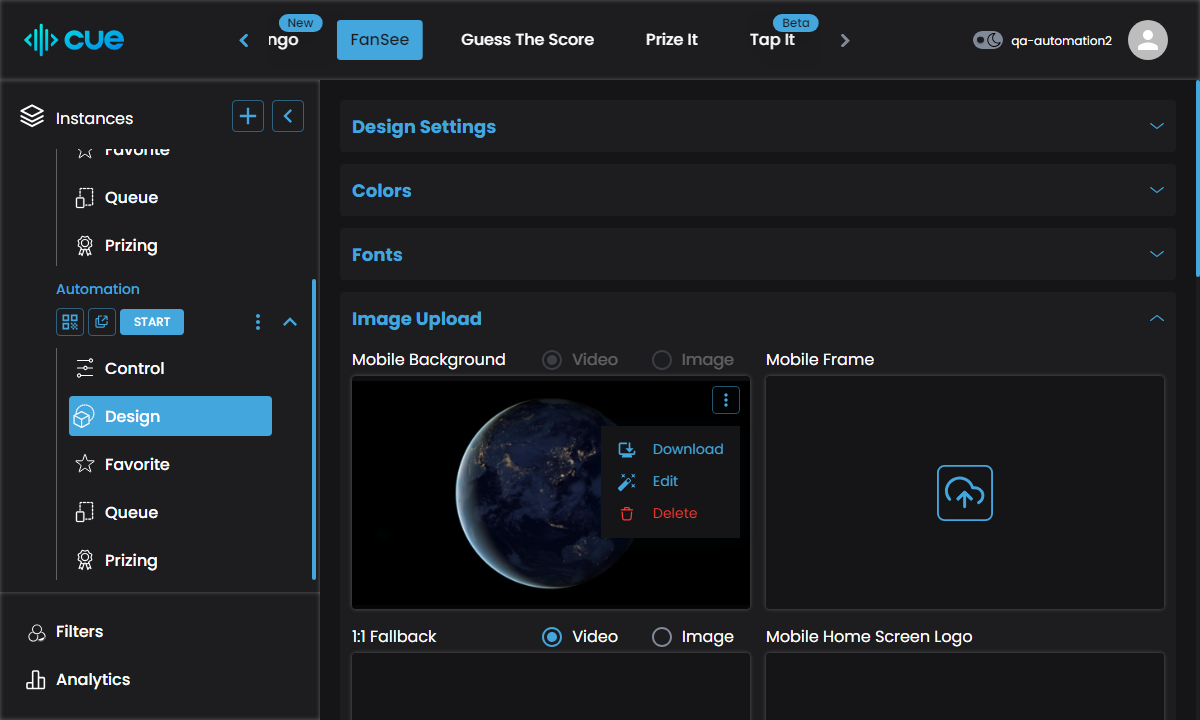 cue
New
ngo
FanSee
Guess The Score
Prize It
Beta
Tap It
qa-automation2
Instances
Favorite
Queue
Prizing
Automation
START
Control
Design
Favorite
Queue
Prizing
Filters
Analytics
Design Settings
Colors
Fonts
Image Upload
Mobile Background
Video
Image
Mobile Frame
Download
Edit
Delete
1:1 Fallback
Video
Image
Mobile Home Screen Logo